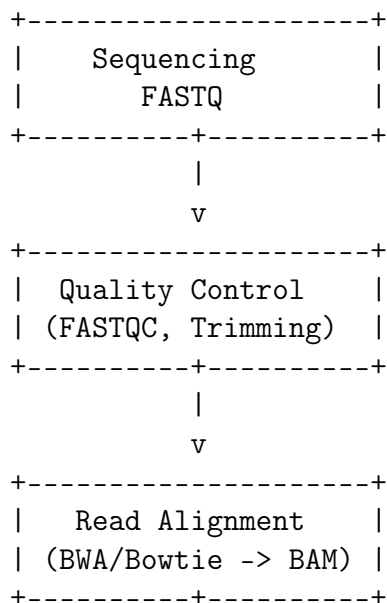 +---------------------+
|     Sequencing      |
|        FASTQ        |
+----------+----------+
|
v
+---------------------+
|   Quality Control   |
| (FASTQC, Trimming)  |
+----------+----------+
|
v
+---------------------+
|    Read Alignment   |
| (BWA/Bowtie -> BAM) |
+----------+----------+